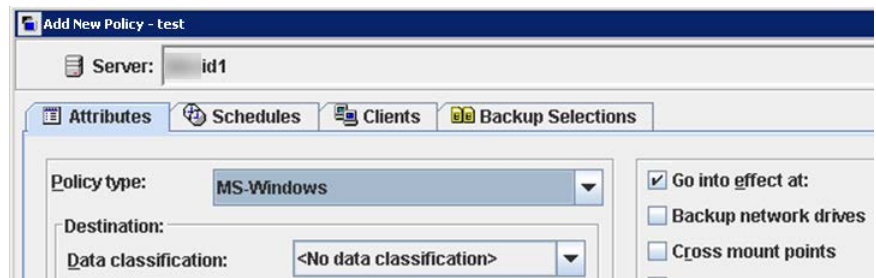 Add New Policy - test
Server: id1
Attributes Schedules Clients Backup Selections
Policy type: MS-Windows
Go into effect at:
Backup network drives
Destination:
Data classification: <No data classification>
Cross mount points